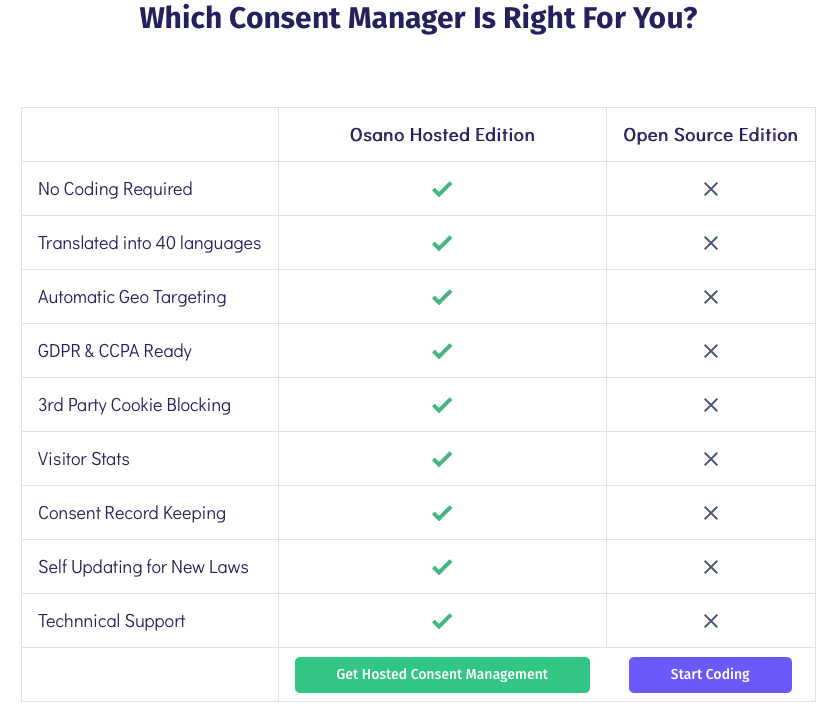 Which Consent Manager Is Right For You?
Osano Hosted Edition Open Source Edition
No Coding Required
Translated into 40 languages
Automatic Geo Targeting
GDPR & CCPA Ready
3rd Party Cookie Blocking
Visitor Stats
Consent Record Keeping
Self Updating for New Laws
Technnical Support
Get Hosted Consent Management Start Coding